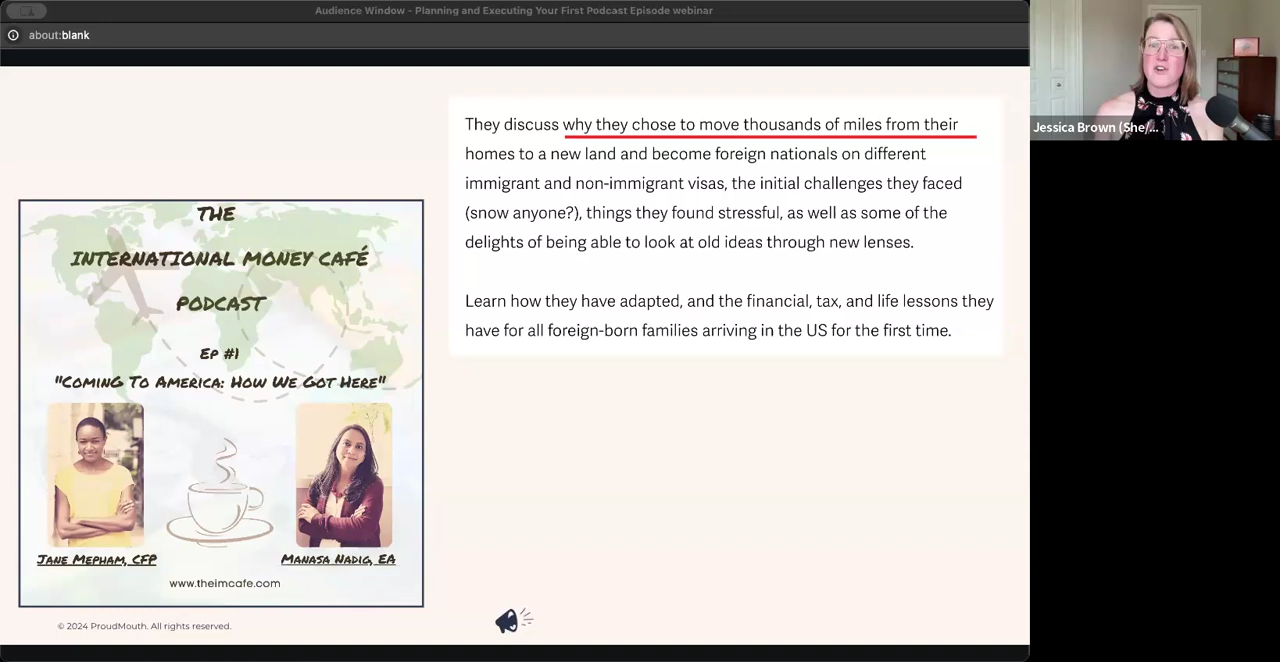 Audience Window - Planning and Executing Your First Podcast Episode webinar
about:blank
Jessica Brown (She/...
They discuss why they chose to move thousands of miles from their
homes to a new land and become foreign nationals on different
immigrant and non-immigrant visas, the initial challenges they faced
(snow anyone?), things they found stressful, as well as some of the
delights of being able to look at old ideas through new lenses.
Learn how they have adapted, and the financial, tax, and life lessons they
have for all foreign-born families arriving in the US for the first time.
THE
INTERNATIONAL MONEY CAFÉ
PODCAST
EP #1
"COMING TO AMERICA: HOW WE GOT HERE"
JANE MEPHAM, CFP
MANASA NADIG, EA
www.theimcafe.com
© 2024 ProudMouth. All rights reserved.